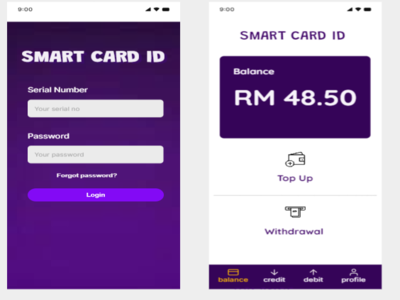 9:00
SMART CARD ID
Serial Number
Your serial no
Password
Your password
Forgot password?
Login
9:00
SMART CARD ID
Balance
RM 48.50
Top Up
Withdrawal
balance credit debit profile